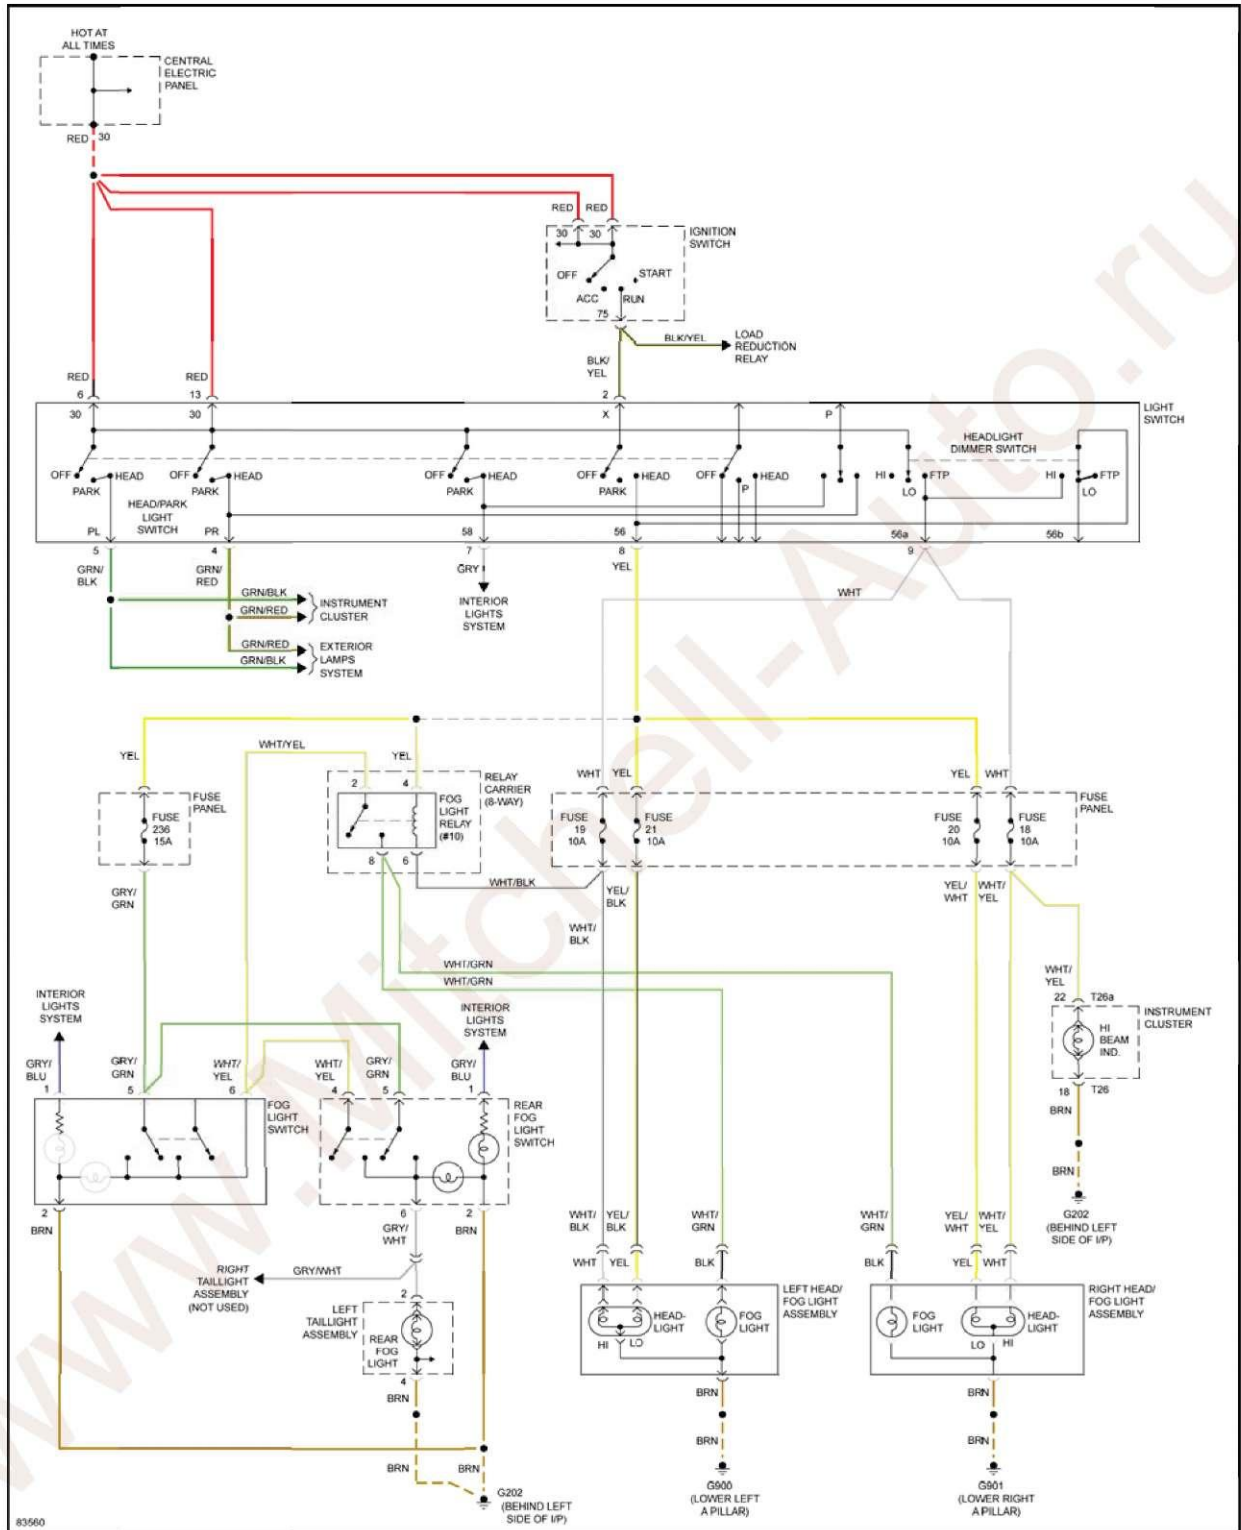 HOT AT
ALL TIMES
CENTRAL
ELECTRIC
PANEL
RED 30
RED RED
30 30
IGNITION
SWITCH
OFF
START
ACC
RUN
75
BLK/YEL
LOAD
REDUCTION
RELAY
BLK/
YEL
RED RED
6 13 2
LIGHT
SWITCH
30 30 X P
HEADLIGHT
DIMMER SWITCH
OFF HEAD OFF HEAD OFF HEAD OFF HEAD OFF HEAD HI FTP HI FTP
PARK PARK PARK PARK P LO LO
HEAD/PARK
LIGHT
SWITCH
PL PR 58 56 56a 56b
5 4 7 8 9
GRN/
BLK
GRN/
RED
GRY
YEL
GRN/BLK
GRN/RED
INSTRUMENT
CLUSTER
INTERIOR
LIGHTS
SYSTEM
WHT
GRN/RED
GRN/BLK
EXTERIOR
LAMPS
SYSTEM
YEL
WHT/YEL
YEL
WHT YEL
YEL WHT
2 4
RELAY
CARRIER
(8-WAY)
FUSE
PANEL
FUSE
236
15A
FOG
LIGHT
RELAY
(#10)
FUSE
PANEL
FUSE
19
10A
FUSE
21
10A
FUSE
20
10A
FUSE
18
10A
8 6
WHT/BLK
GRY/
GRN
YEL/
BLK
YEL/
WHT
WHT/
YEL
WHT/
BLK
WHT/GRN
WHT/GRN
WHT/
YEL
22 T26a
INSTRUMENT
CLUSTER
HI
BEAM
IND.
18 T26
BRN
BRN
G202
(BEHIND LEFT
SIDE OF I/P)
INTERIOR
LIGHTS
SYSTEM
INTERIOR
LIGHTS
SYSTEM
GRY/
BLU
GRY/
GRN
WHT/
YEL
WHT/
YEL
GRY/
GRN
GRY/
BLU
1 5 6 4 5 1
FOG
LIGHT
SWITCH
REAR
FOG
LIGHT
SWITCH
2 6 2
BRN
GRY/
WHT
BRN
WHT/
BLK
YEL/
BLK
WHT/
GRN
WHT/
GRN
YEL/
WHT
WHT/
YEL
RIGHT
TAILLIGHT
ASSEMBLY
(NOT USED)
GRY/WHT
WHT YEL BLK BLK YEL WHT
2
LEFT
TAILLIGHT
ASSEMBLY
REAR
FOG
LIGHT
4
LEFT HEAD/
FOG LIGHT
ASSEMBLY
HEAD-
LIGHT
HI LO
FOG
LIGHT
RIGHT HEAD/
FOG LIGHT
ASSEMBLY
FOG
LIGHT
HEAD-
LIGHT
LO HI
BRN BRN BRN
BRN BRN BRN BRN
G202
(BEHIND LEFT
SIDE OF I/P)
G900
(LOWER LEFT
A PILLAR)
G901
(LOWER RIGHT
A PILLAR)
83560
www.Mitchell-Auto.ru